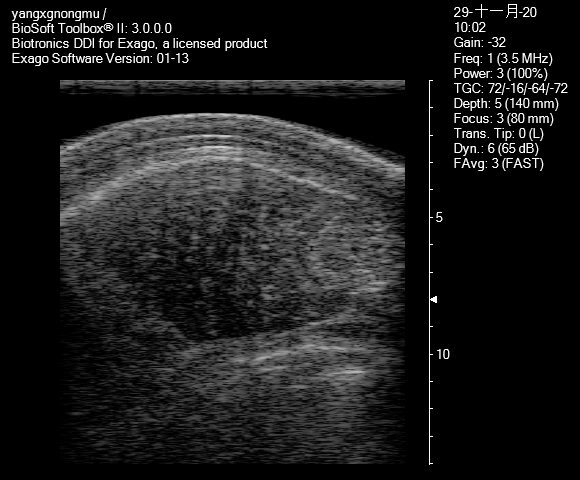 yangxgnongmu /
BioSoft Toolbox® II: 3.0.0.0
Biotronics DDI for Exago, a licensed product
Exago Software Version: 01-13
29-十一月-20
10:02
Gain: -32
Freq: 1 (3.5 MHz)
Power: 3 (100%)
TGC: 72/-16/-64/-72
Depth: 5 (140 mm)
Focus: 3 (80 mm)
Trans. Tip: 0 (L)
Dyn.: 6 (65 dB)
FAvg: 3 (FAST)
5
10